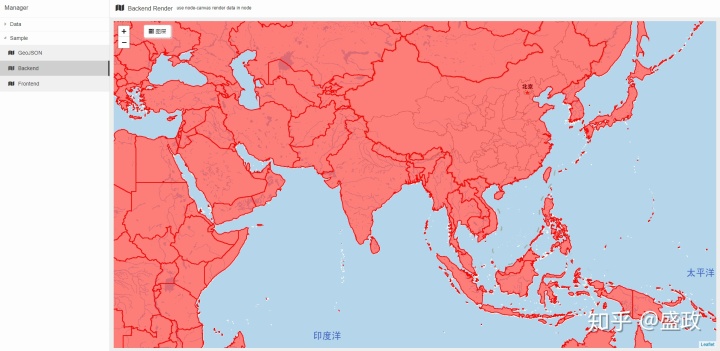 Manager
Data
Sample
GeoJSON
Backend
Frontend
Backend Render use node-canvas render data in node
+
−
图层
北京
太平洋
印度洋
知乎 @盛政
Leaflet